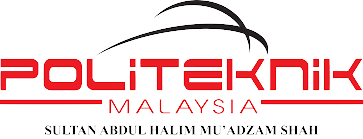 POLITEKNIK
MALAYSIA
SULTAN ABDUL HALIM MU'ADZAM SHAH